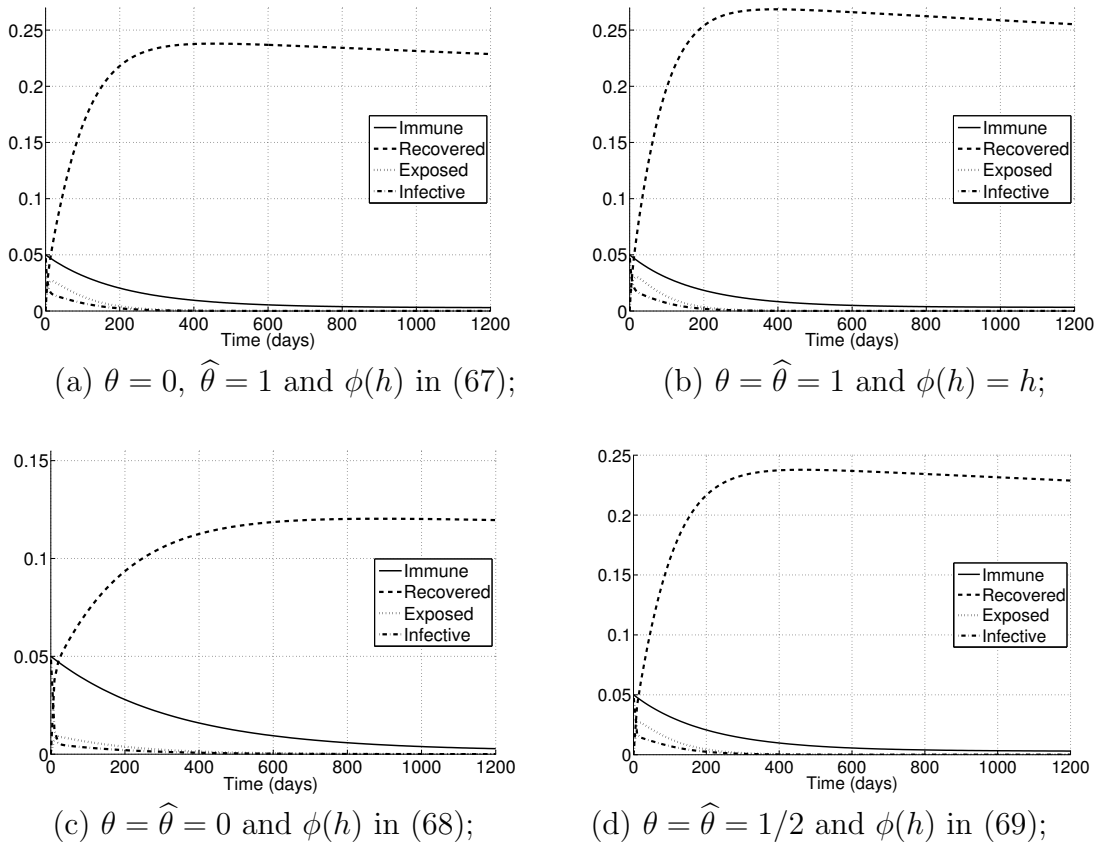 0.25
0.2
0.15
0.1
0.05
0
0 200 400 600 800 1000 1200
Time (days)
Immune
Recovered
Exposed
Infective
(a) θ = 0, θ̂ = 1 and ϕ(h) in (67);
0.25
0.2
0.15
0.1
0.05
0
0 200 400 600 800 1000 1200
Time (days)
Immune
Recovered
Exposed
Infective
(b) θ = θ̂ = 1 and ϕ(h) = h;
0.15
0.1
0.05
0
0 200 400 600 800 1000 1200
Time (days)
Immune
Recovered
Exposed
Infective
(c) θ = θ̂ = 0 and ϕ(h) in (68);
0.25
0.2
0.15
0.1
0.05
0
0 200 400 600 800 1000 1200
Time (days)
Immune
Recovered
Exposed
Infective
(d) θ = θ̂ = 1/2 and ϕ(h) in (69);